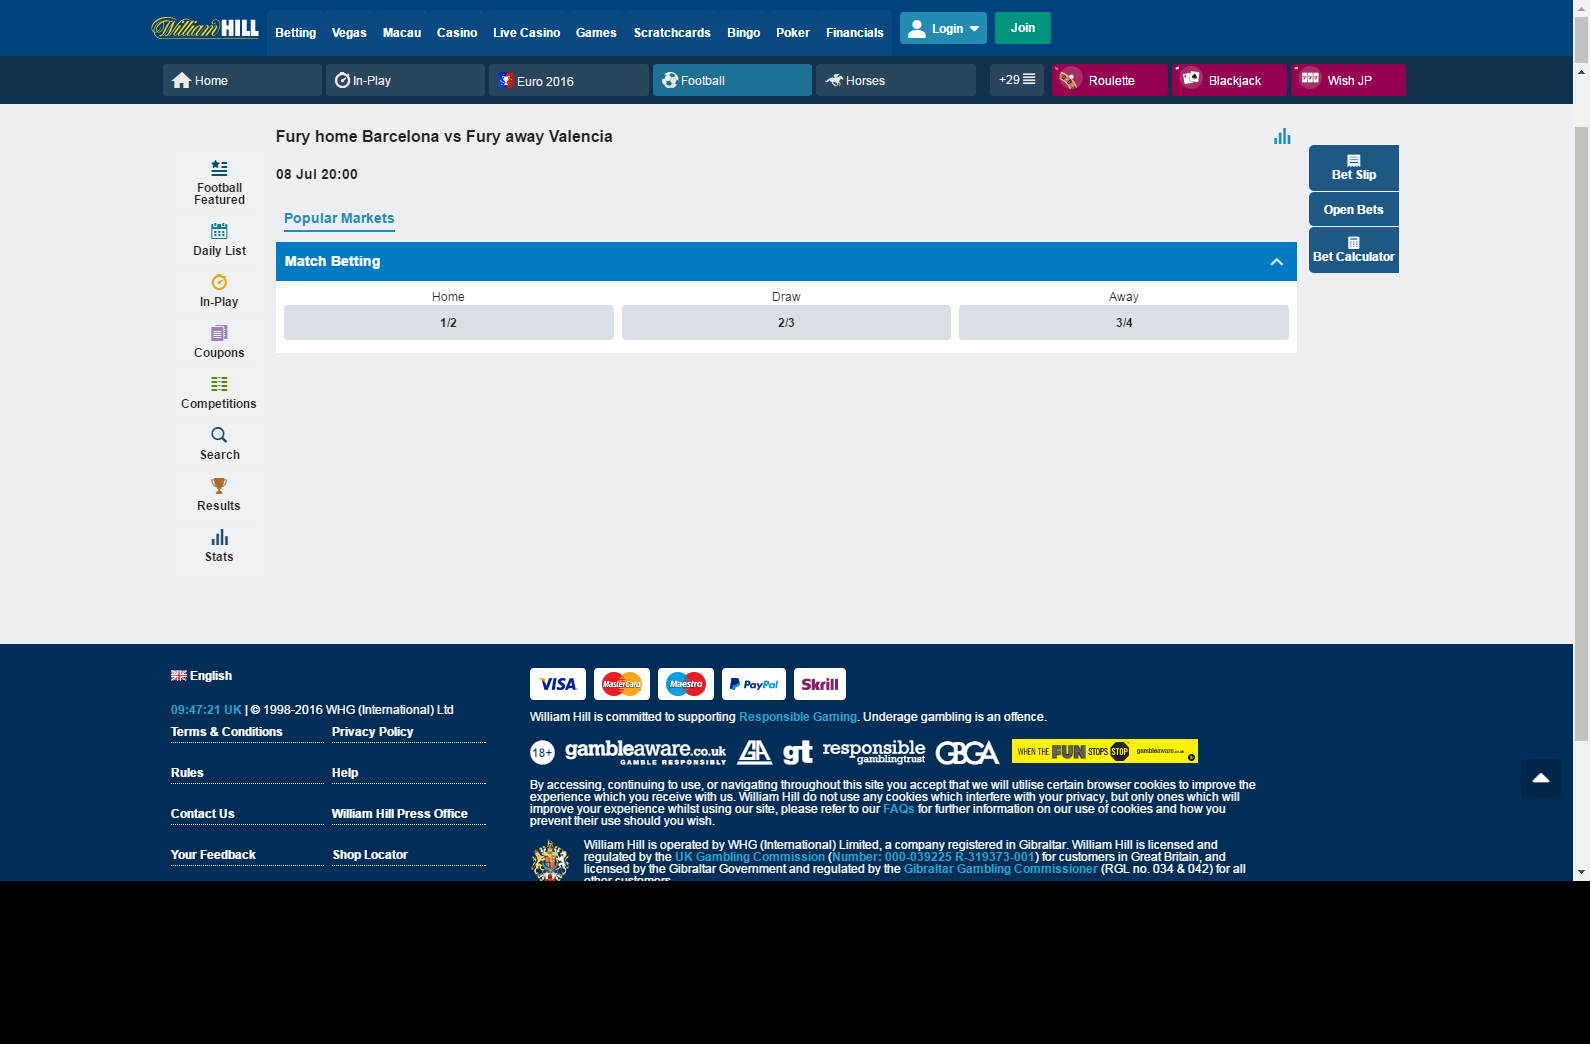 William HILL
Betting Vegas Macau Casino Live Casino Games Scratchcards Bingo Poker Financials Login Join
Home In-Play Euro 2016 Football Horses +29 Roulette Blackjack Wish JP
Fury home Barcelona vs Fury away Valencia
08 Jul 20:00
Popular Markets
Match Betting
Home Draw Away
1/2 2/3 3/4
Football
Featured
Daily List
In-Play
Coupons
Competitions
Search
Results
Stats
Bet Slip
Open Bets
Bet Calculator
English
09:47:21 UK | © 1998-2016 WHG (International) Ltd
Terms & Conditions Privacy Policy
Rules Help
Contact Us William Hill Press Office
Your Feedback Shop Locator
VISA MasterCard Maestro PayPal Skrill
William Hill is committed to supporting Responsible Gaming. Underage gambling is an offence.
18+ gambleaware.co.uk GA gt responsible GBGA WHEN THE FUN STOPS STOP gambleaware.co.uk
GAMBLE RESPONSIBLY gamblingtrust
By accessing, continuing to use, or navigating throughout this site you accept that we will utilise certain browser cookies to improve the
experience which you receive with us. William Hill do not use any cookies which interfere with your privacy, but only ones which will
improve your experience whilst using our site, please refer to our FAQs for further information on our use of cookies and how you
prevent their use should you wish.
William Hill is operated by WHG (International) Limited, a company registered in Gibraltar. William Hill is licensed and
regulated by the UK Gambling Commission (Number: 000-039225 R-319373-001) for customers in Great Britain, and
licensed by the Gibraltar Government and regulated by the Gibraltar Gambling Commissioner (RGL no. 034 & 042) for all
other customers